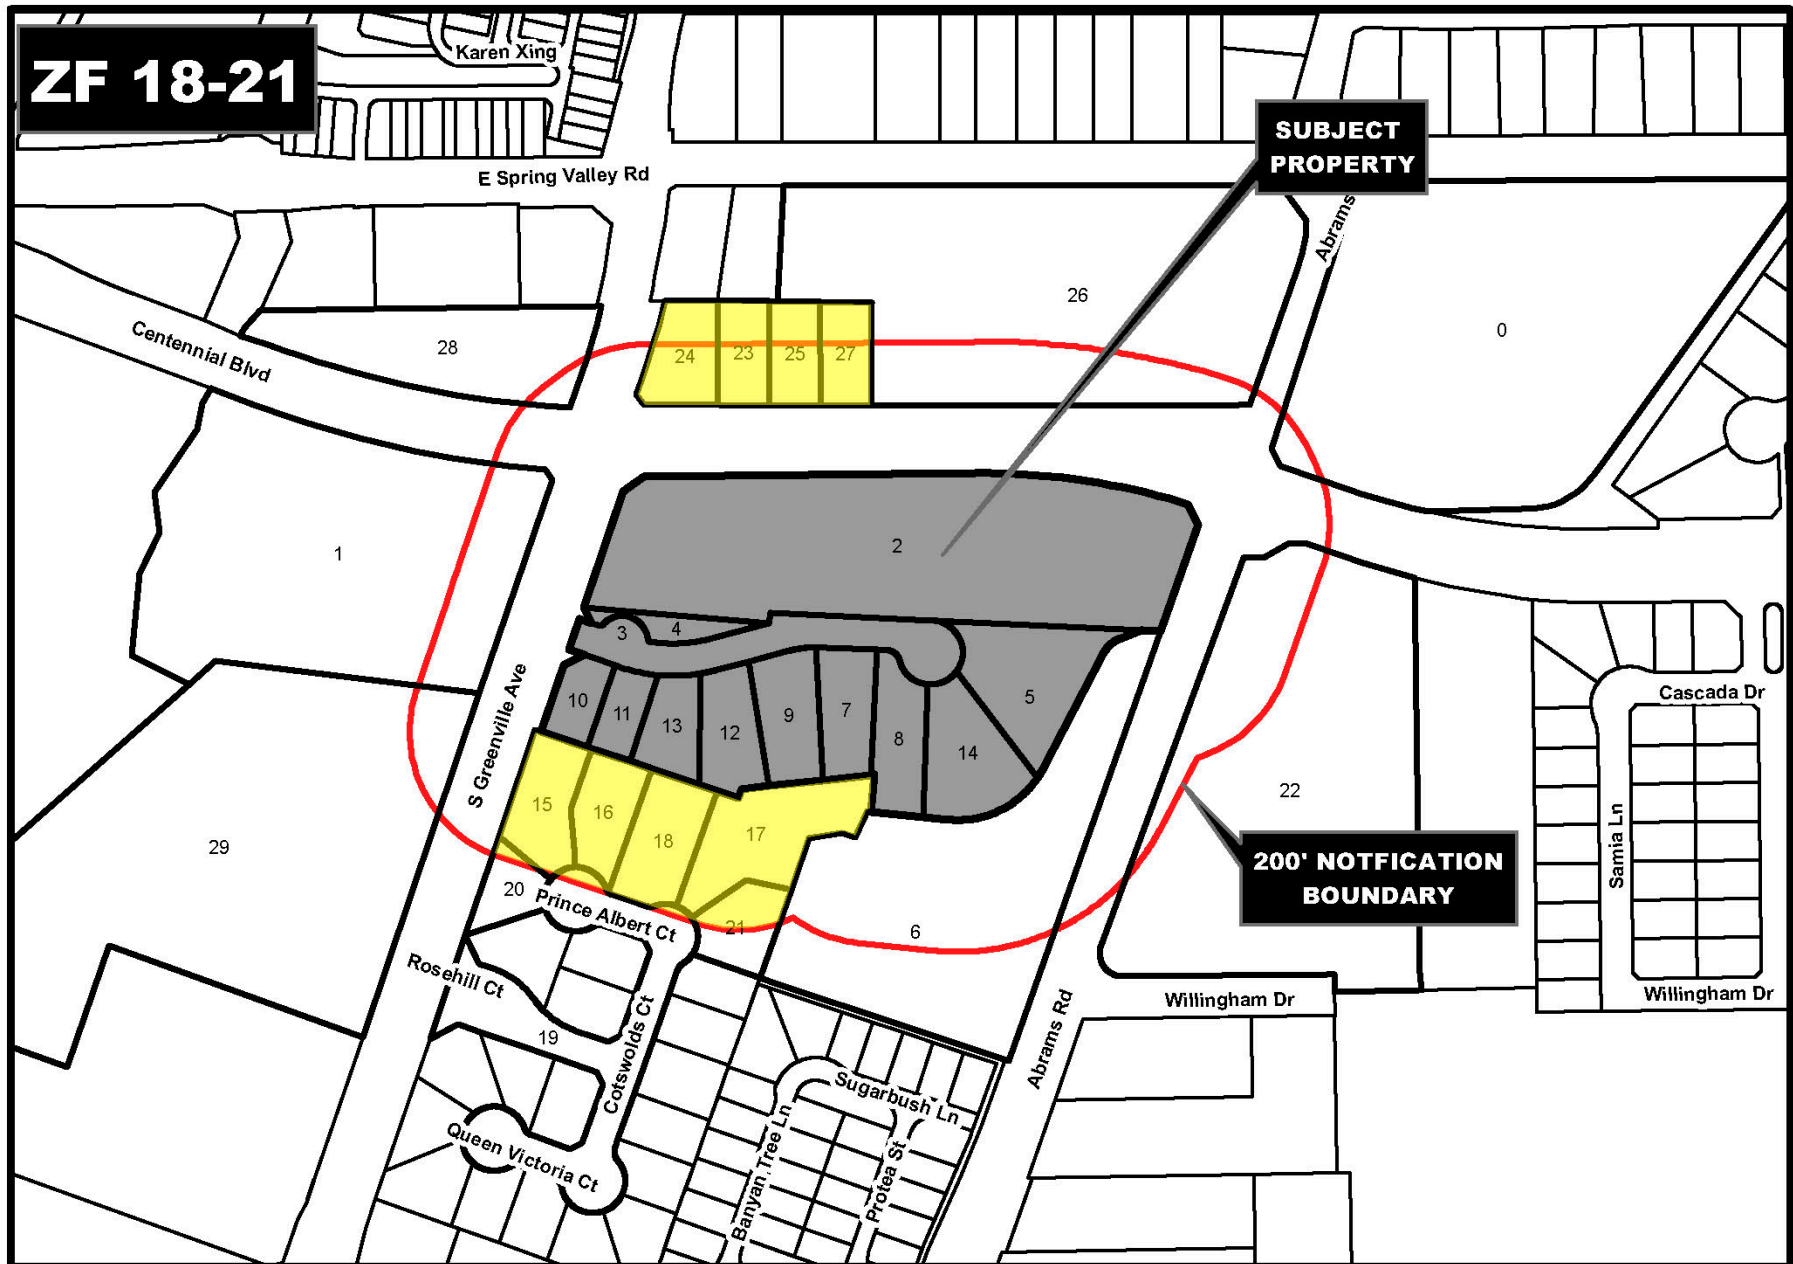 ZF 18-21
Karen Xing
E Spring Valley Rd
SUBJECT
PROPERTY
Abrams
Centennial Blvd
28
24
23
25
27
26
0
1
2
3
4
5
10
11
13
12
9
7
8
14
S Greenville Ave
15
16
18
17
29
22
Cascada Dr
Samia Ln
200' NOTFICATION
BOUNDARY
20
Prince Albert Ct
21
6
Rosehill Ct
Willingham Dr
Willingham Dr
19
Cotswolds Ct
Abrams Rd
Sugarbush Ln
Queen Victoria Ct
Banyan Tree Ln
Protea St